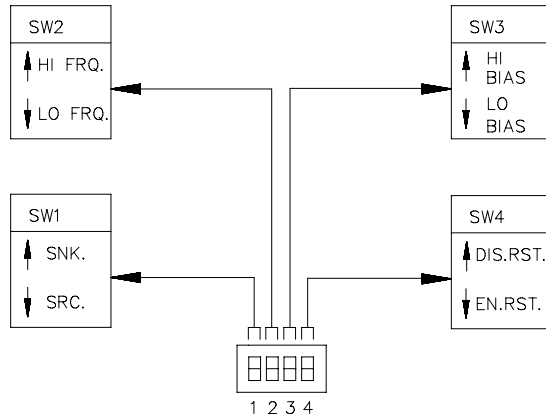 SW2
HI FRQ.
LO FRQ.
SW3
HI
BIAS
LO
BIAS
SW1
SNK.
SRC.
SW4
DIS.RST.
EN.RST.
1 2 3 4